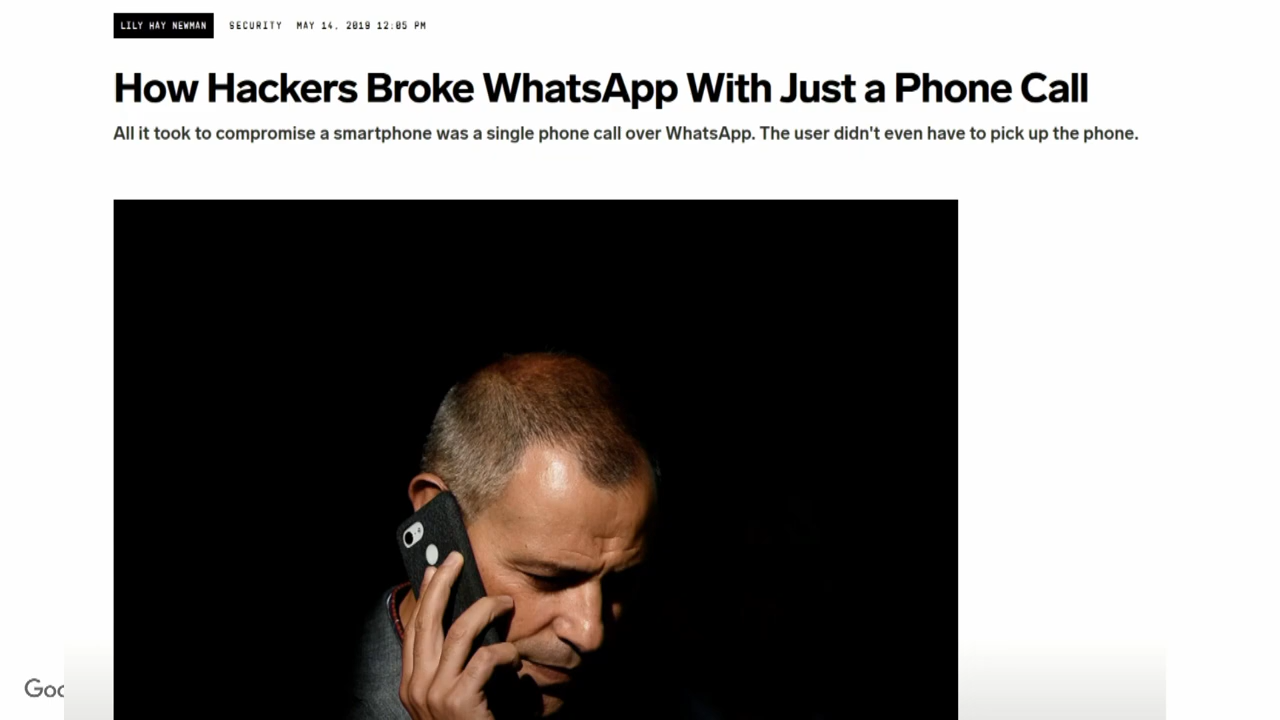 LILY HAY NEWMAN SECURITY MAY 14, 2019 12:05 PM
How Hackers Broke WhatsApp With Just a Phone Call
All it took to compromise a smartphone was a single phone call over WhatsApp. The user didn't even have to pick up the phone.